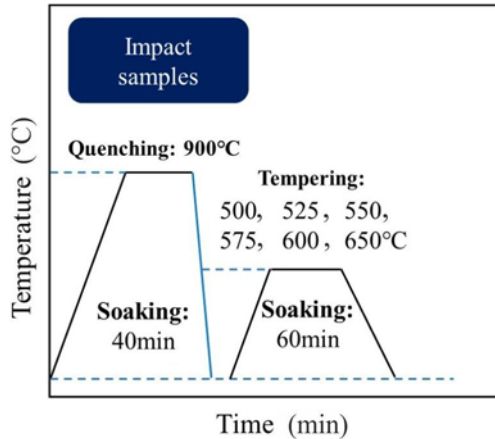 Impact
samples
Quenching: 900℃
Tempering:
500, 525, 550,
575, 600, 650℃
Soaking:
40min
Soaking:
60min
Temperature (℃)
Time (min)